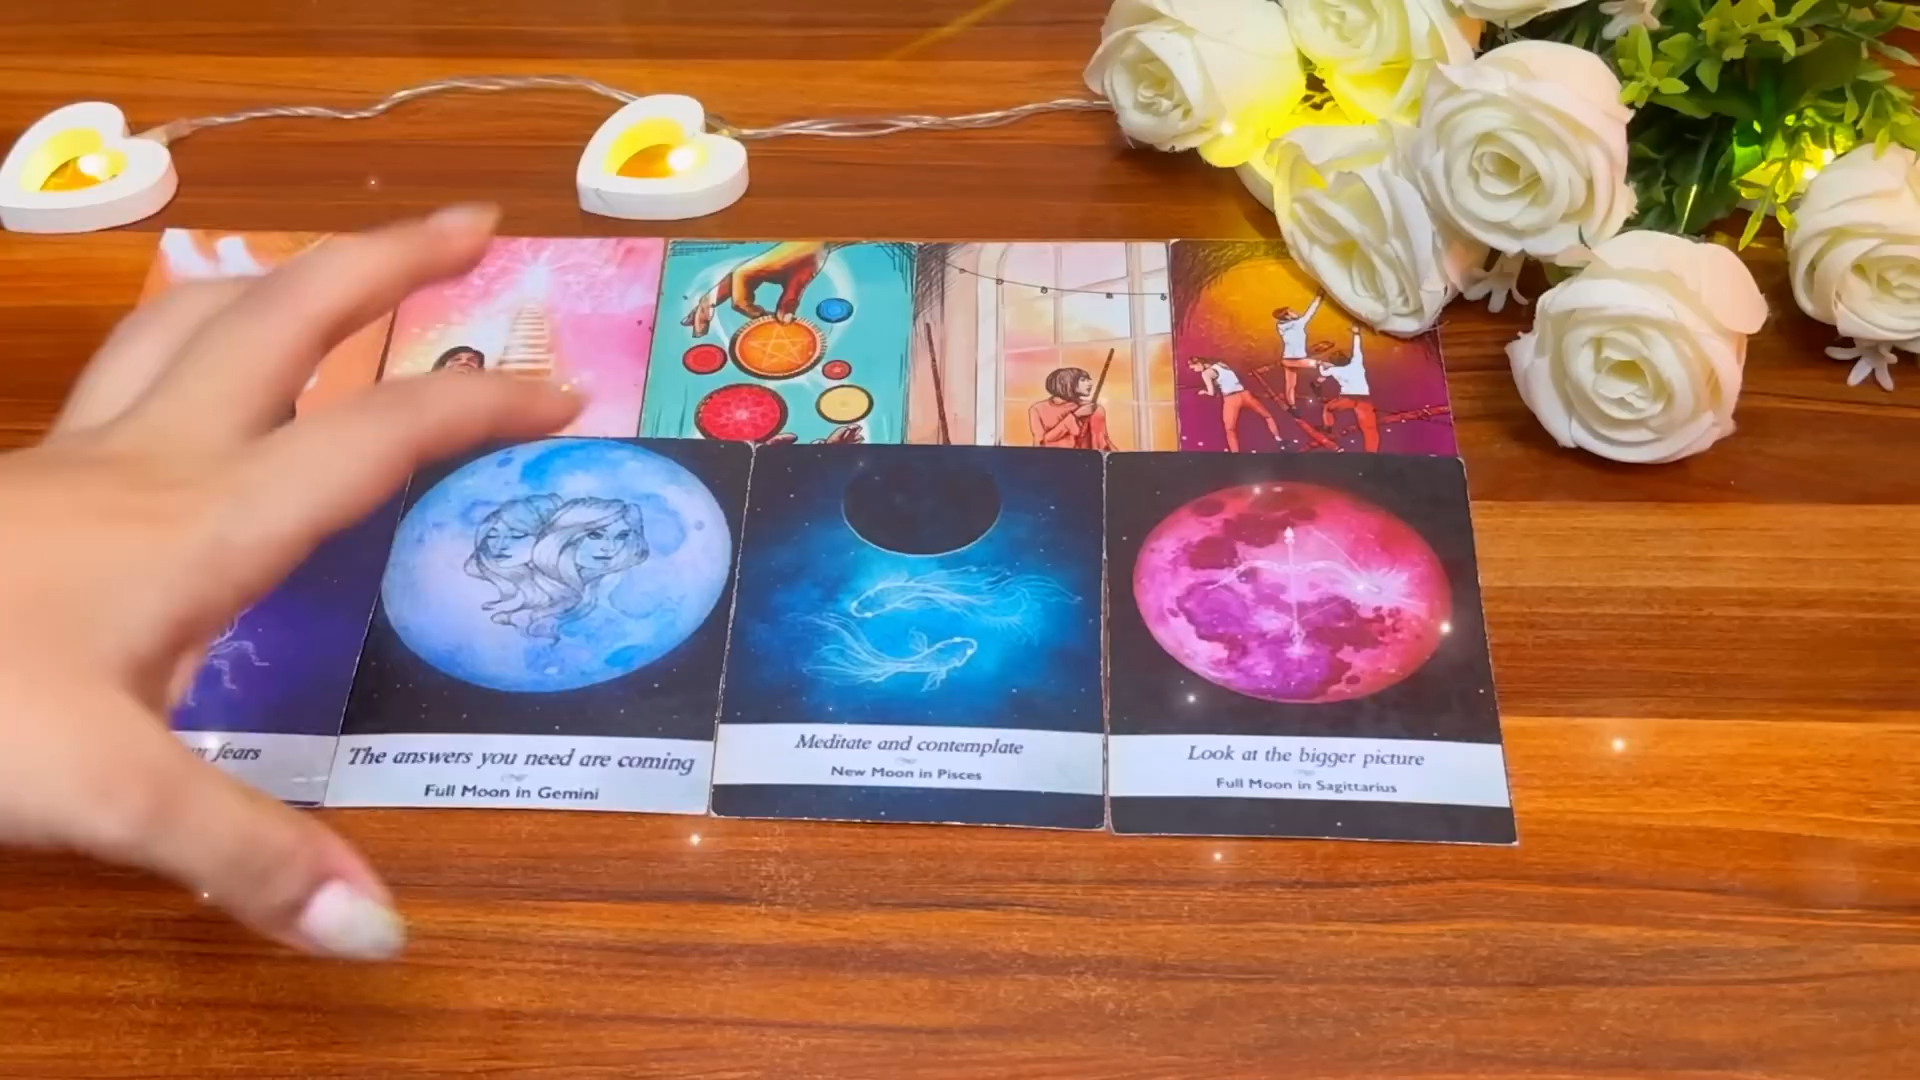 fears
The answers you need are coming
Full Moon in Gemini
Meditate and contemplate
New Moon in Pisces
Look at the bigger picture
Full Moon in Sagittarius